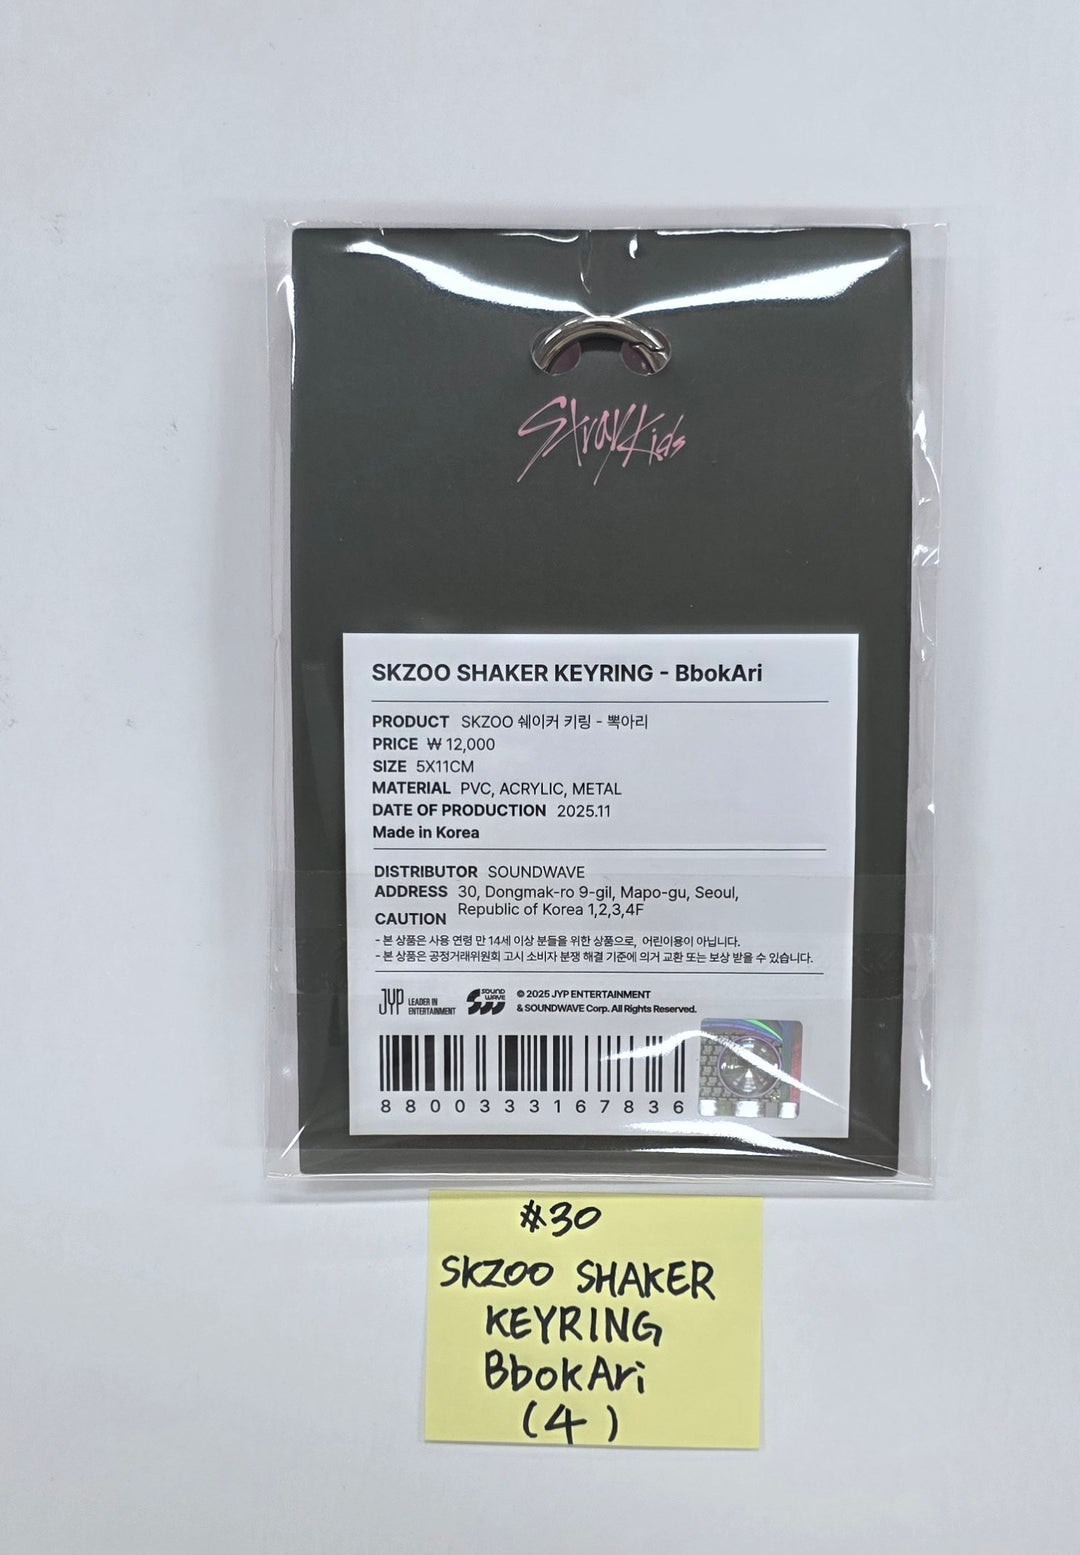 Stray Kids
SKZOO SHAKER KEYRING - BbokAri
PRODUCT SKZOO 쉐이커 키링 - 뽁아리
PRICE ₩ 12,000
SIZE 5X11CM
MATERIAL PVC, ACRYLIC, METAL
DATE OF PRODUCTION 2025.11
Made in Korea
DISTRIBUTOR SOUNDWAVE
ADDRESS 30, Dongmak-ro 9-gil, Mapo-gu, Seoul,
Republic of Korea 1,2,3,4F
CAUTION
- 본 상품은 사용 연령 만 14세 이상 분들을 위한 상품으로, 어린이용이 아닙니다.
- 본 상품은 공정거래위원회 고시 소비자 분쟁 해결 기준에 의거 교환 또는 보상 받을 수 있습니다.
JYP LEADER IN
ENTERTAINMENT
SOUND
WAVE
© 2025 JYP ENTERTAINMENT
& SOUNDWAVE Corp. All Rights Reserved.
8800333167836
#30
SKZOO SHAKER
KEYRING
BbokAri
(4)